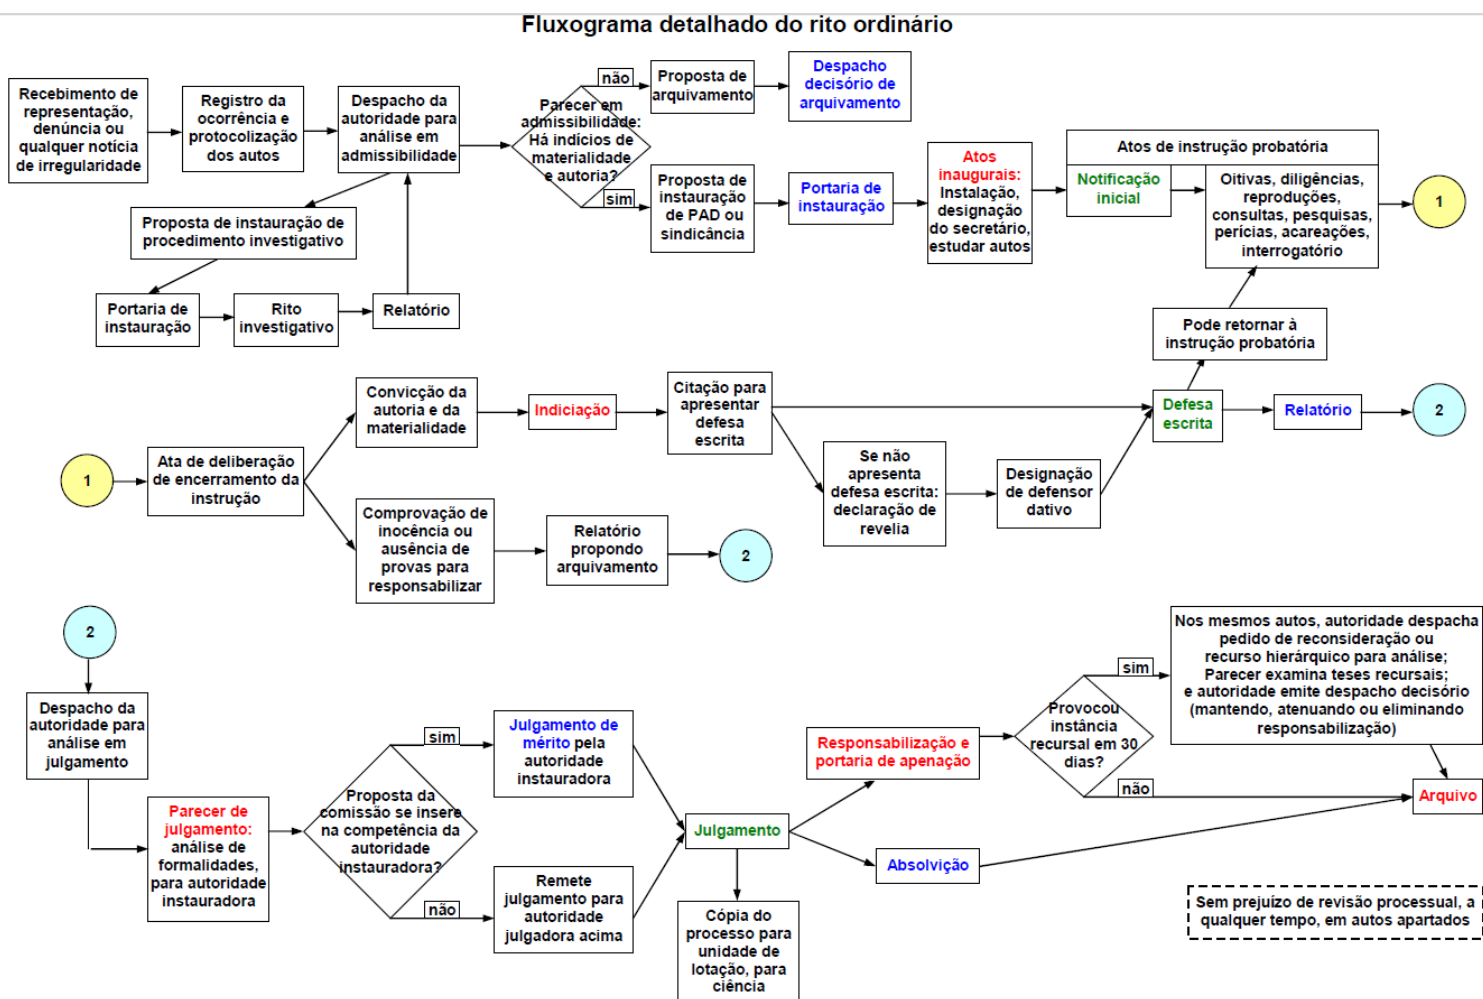 Fluxograma detalhado do rito ordinário
Recebimento de
representação,
denúncia ou
qualquer notícia
de irregularidade
Registro da
ocorrência e
protocolização
dos autos
Despacho da
autoridade para
análise em
admissibilidade
Parecer em
admissibilidade:
Há indícios de
materialidade
e autoria?
não
Proposta de
arquivamento
Despacho
decisório de
arquivamento
sim
Proposta de
instauração
de PAD ou
sindicância
Portaria de
instauração
Atos
inaugurais:
Instalação,
designação
do secretário,
estudar autos
Atos de instrução probatória
Notificação
inicial
Oitivas, diligências,
reproduções,
consultas, pesquisas,
perícias, acareações,
interrogatório
1
Proposta de instauração de
procedimento investigativo
Portaria de
instauração
Rito
investigativo
Relatório
Pode retornar à
instrução probatória
1
Ata de deliberação
de encerramento da
instrução
Convicção da
autoria e da
materialidade
Indiciação
Citação para
apresentar
defesa
escrita
Se não
apresenta
defesa escrita:
declaração de
revelia
Designação
de defensor
dativo
Defesa
escrita
Relatório
2
Comprovação de
inocência ou
ausência de
provas para
responsabilizar
Relatório
propondo
arquivamento
2
2
Despacho da
autoridade para
análise em
julgamento
Parecer de
julgamento:
análise de
formalidades,
para autoridade
instauradora
Proposta da
comissão se insere
na competência da
autoridade
instauradora?
sim
Julgamento de
mérito pela
autoridade
instauradora
não
Remete
julgamento para
autoridade
julgadora acima
Julgamento
Cópia do
processo para
unidade de
lotação, para
ciência
Responsabilização e
portaria de apenação
Absolvição
Provocou
instância
recursal em 30
dias?
sim
Nos mesmos autos, autoridade despacha
pedido de reconsideração ou
recurso hierárquico para análise;
Parecer examina teses recursais;
e autoridade emite despacho decisório
(mantendo, atenuando ou eliminando
responsabilização)
não
Arquivo
Sem prejuízo de revisão processual, a
qualquer tempo, em autos apartados